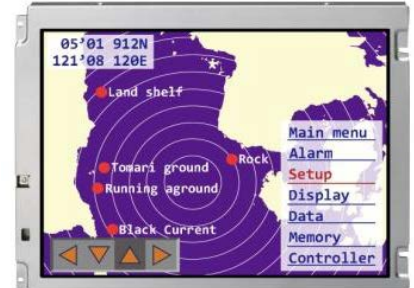 05’01 912N
121’08 120E
Land shelf
Main menu
Alarm
Rock
Tomari ground
Setup
Running aground
Display
Data
Black Current
Memory
Controller